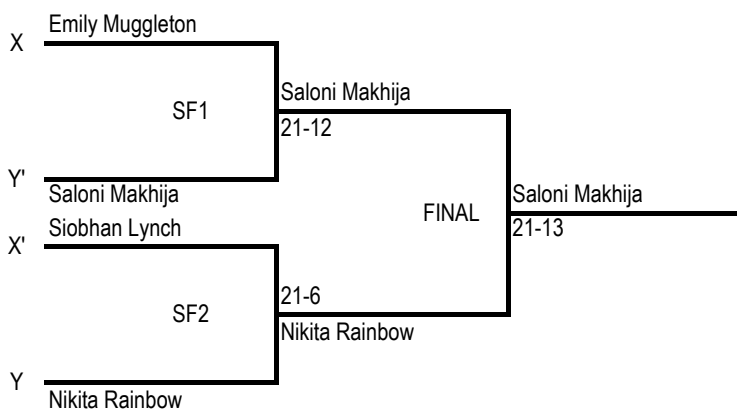 Emily Muggleton
X
SF1
Saloni Makhija
21-12
Y'
Saloni Makhija
Siobhan Lynch
X'
SF2
21-6
Nikita Rainbow
Y
Nikita Rainbow
FINAL
Saloni Makhija
21-13